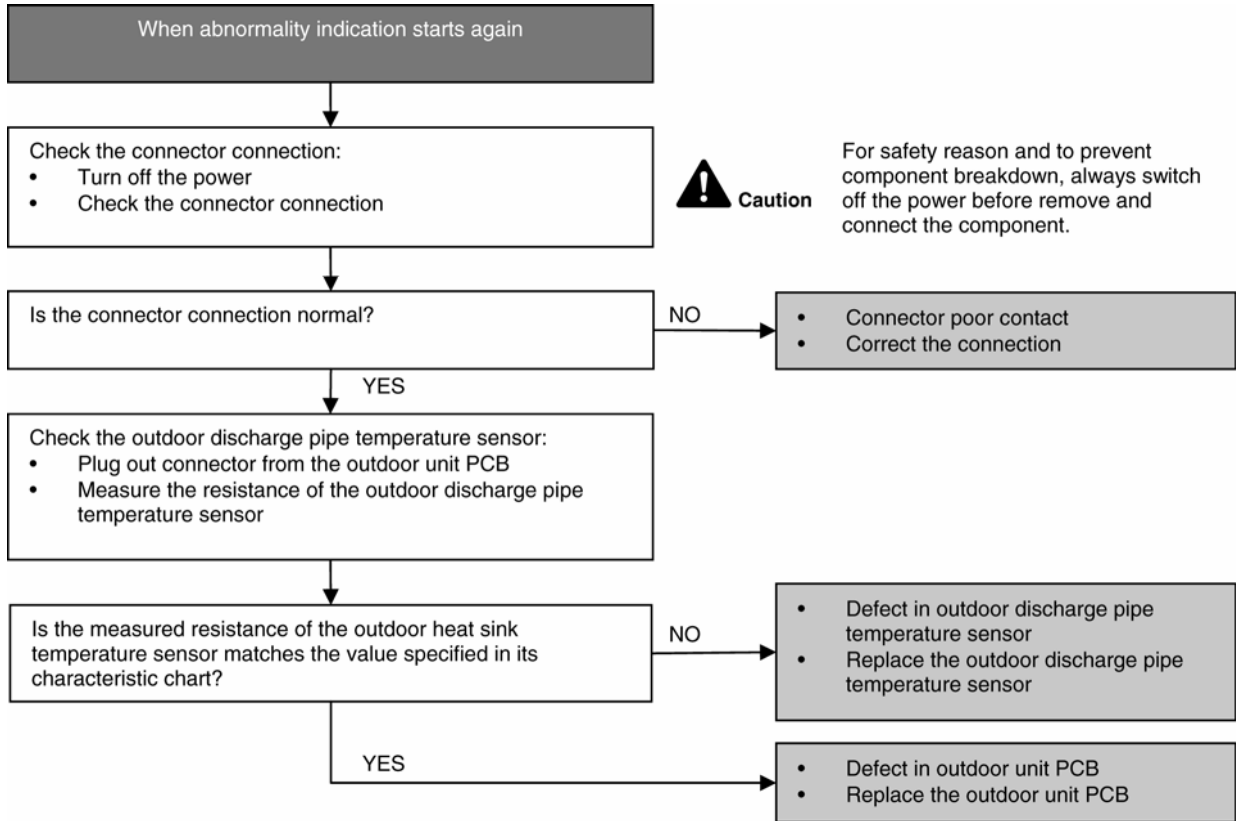 When abnormality indication starts again
Check the connector connection:
• Turn off the power
• Check the connector connection
Caution
For safety reason and to prevent
component breakdown, always switch
off the power before remove and
connect the component.
Is the connector connection normal?
NO
• Connector poor contact
• Correct the connection
YES
Check the outdoor discharge pipe temperature sensor:
• Plug out connector from the outdoor unit PCB
• Measure the resistance of the outdoor discharge pipe
temperature sensor
Is the measured resistance of the outdoor heat sink
temperature sensor matches the value specified in its
characteristic chart?
NO
• Defect in outdoor discharge pipe
temperature sensor
• Replace the outdoor discharge pipe
temperature sensor
YES
• Defect in outdoor unit PCB
• Replace the outdoor unit PCB